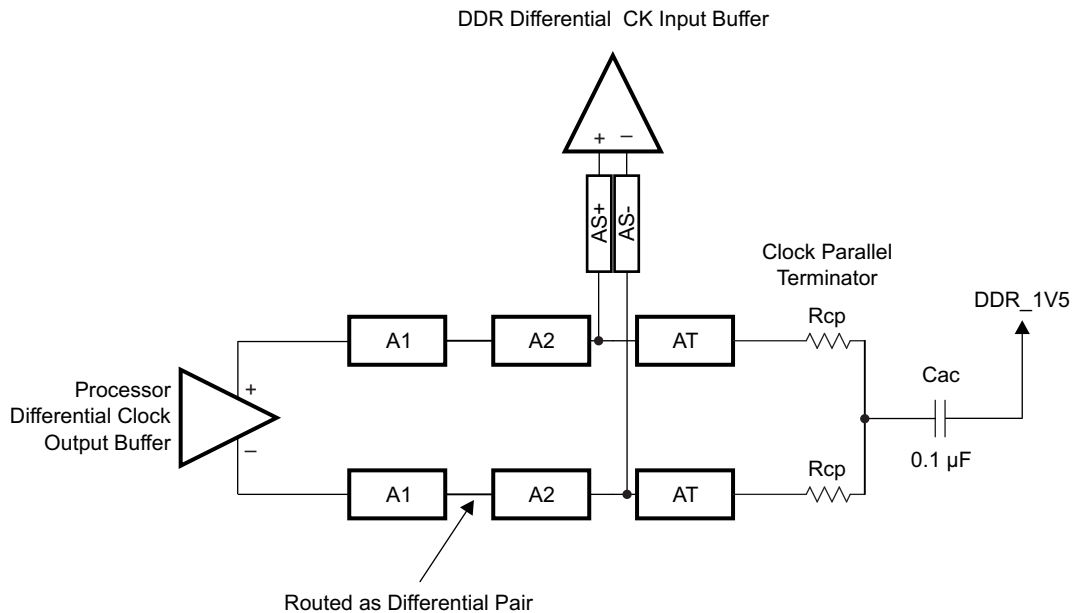 DDR Differential CK Input Buffer
+ −
AS+
AS-
Clock Parallel
Terminator
DDR_1V5
Rcp
A1
A2
AT
Cac
Processor
Differential Clock
Output Buffer
+
−
0.1 µF
Rcp
A1
A2
AT
Routed as Differential Pair